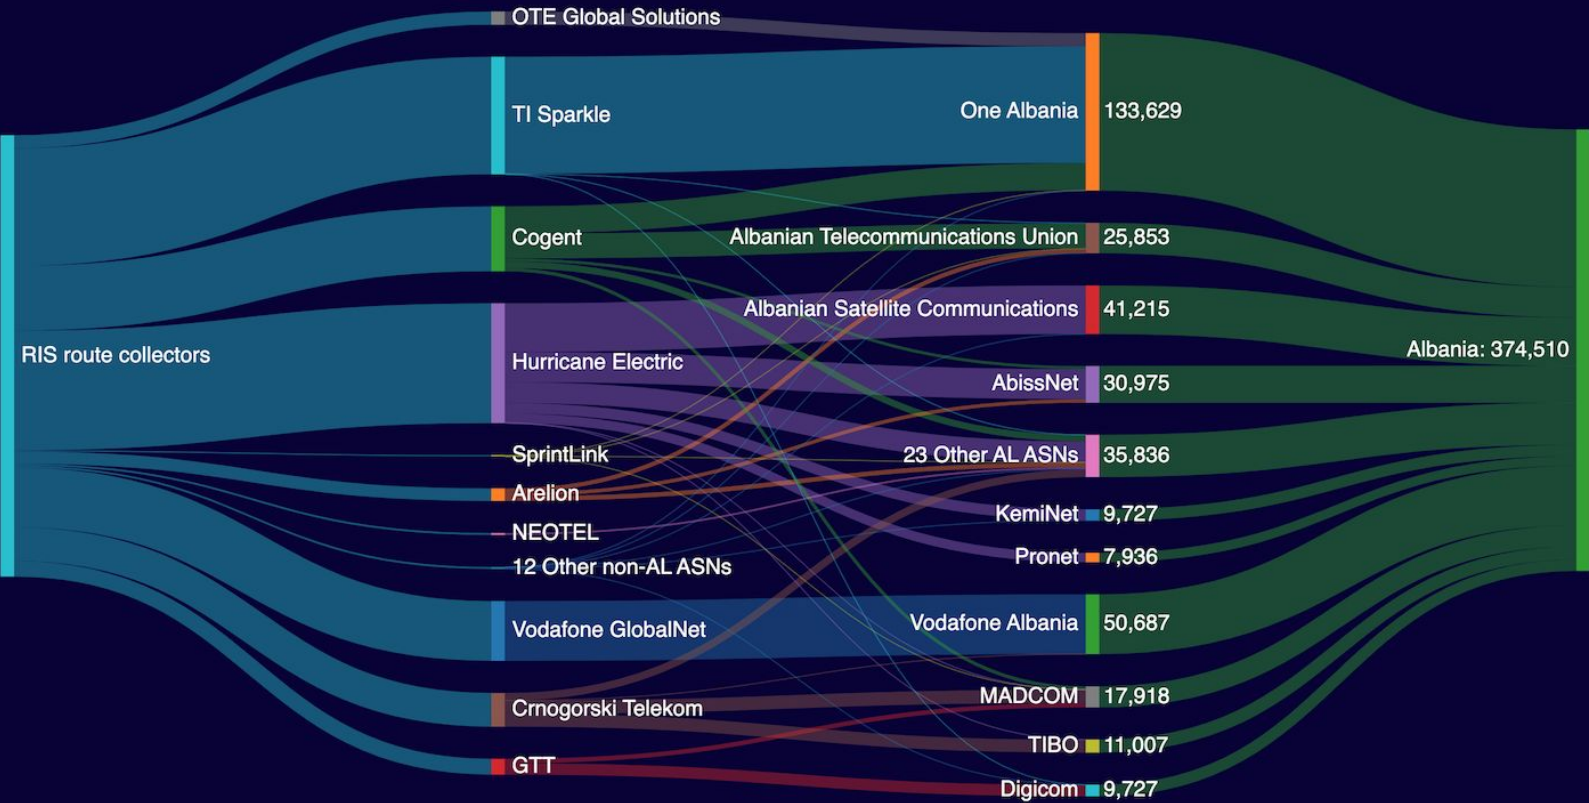 OTE Global Solutions
TI Sparkle
One Albania 133,629
Cogent
Albanian Telecommunications Union 25,853
Albanian Satellite Communications 41,215
RIS route collectors
Hurricane Electric
Albania: 374,510
AbissNet 30,975
SprintLink
23 Other AL ASNs 35,836
Arelion
KemiNet 9,727
NEOTEL
Pronet 7,936
12 Other non-AL ASNs
Vodafone GlobalNet
Vodafone Albania 50,687
MADCOM 17,918
Crnogorski Telekom
TIBO 11,007
GTT
Digicom 9,727